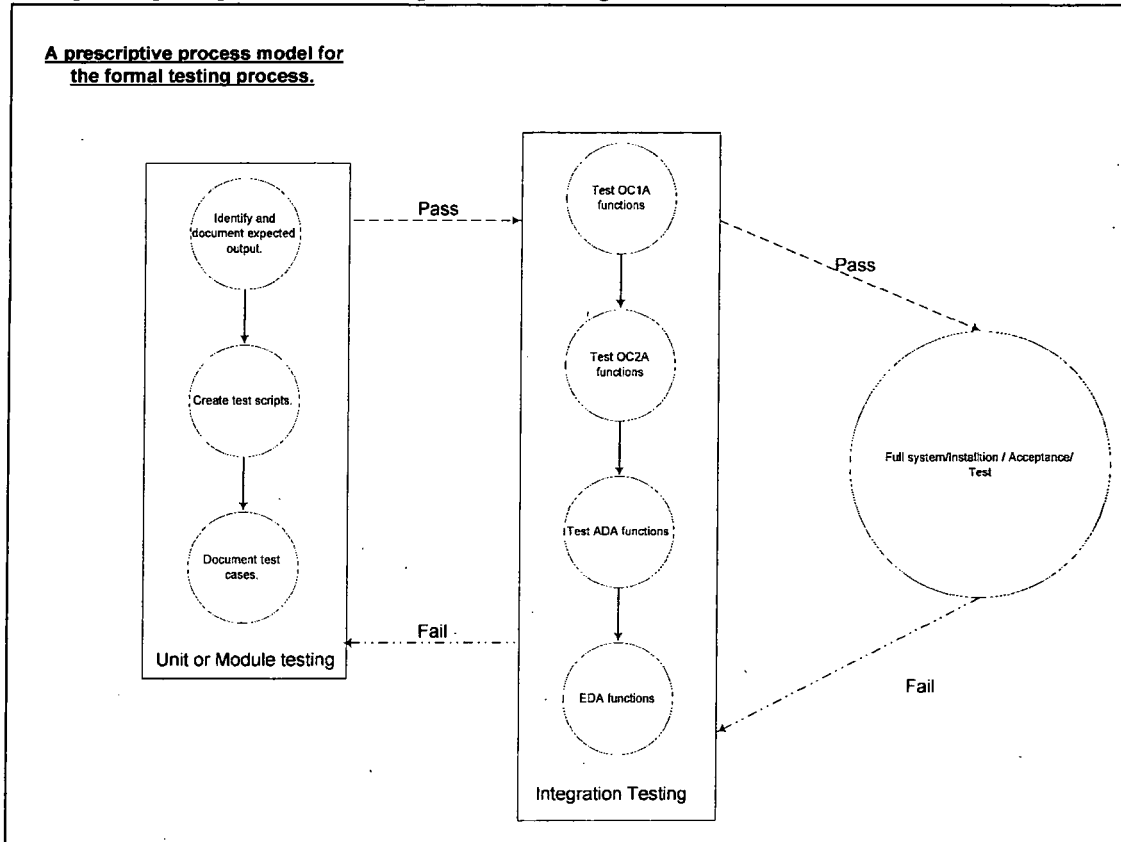 A prescriptive process model for
the formal testing process.
Identify and
document expected
output.
Create test scripts.
Document test
cases.
Unit or Module testing
Pass
Fail
Test OC1A
functions
Test OC2A
functions
Test ADA functions
EDA functions
Integration Testing
Pass
Full system/Installtion / Acceptance/
Test
Fail